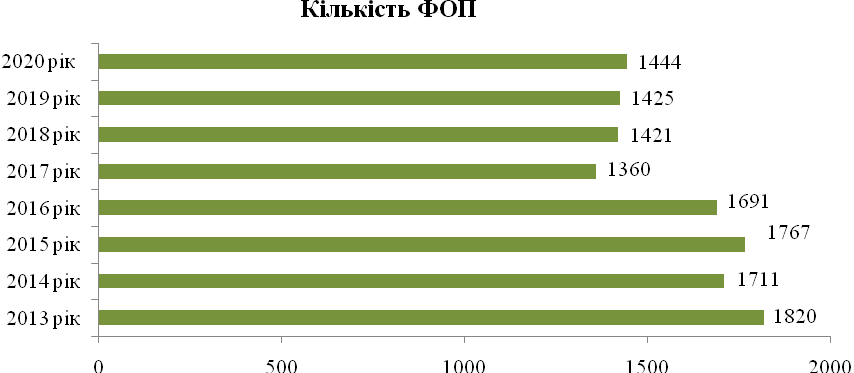 Кількість ФОП
2020 рік 1444
2019 рік 1425
2018 рік 1421
2017 рік 1360
2016 рік 1691
2015 рік 1767
2014 рік 1711
2013 рік 1820
0 500 1000 1500 2000